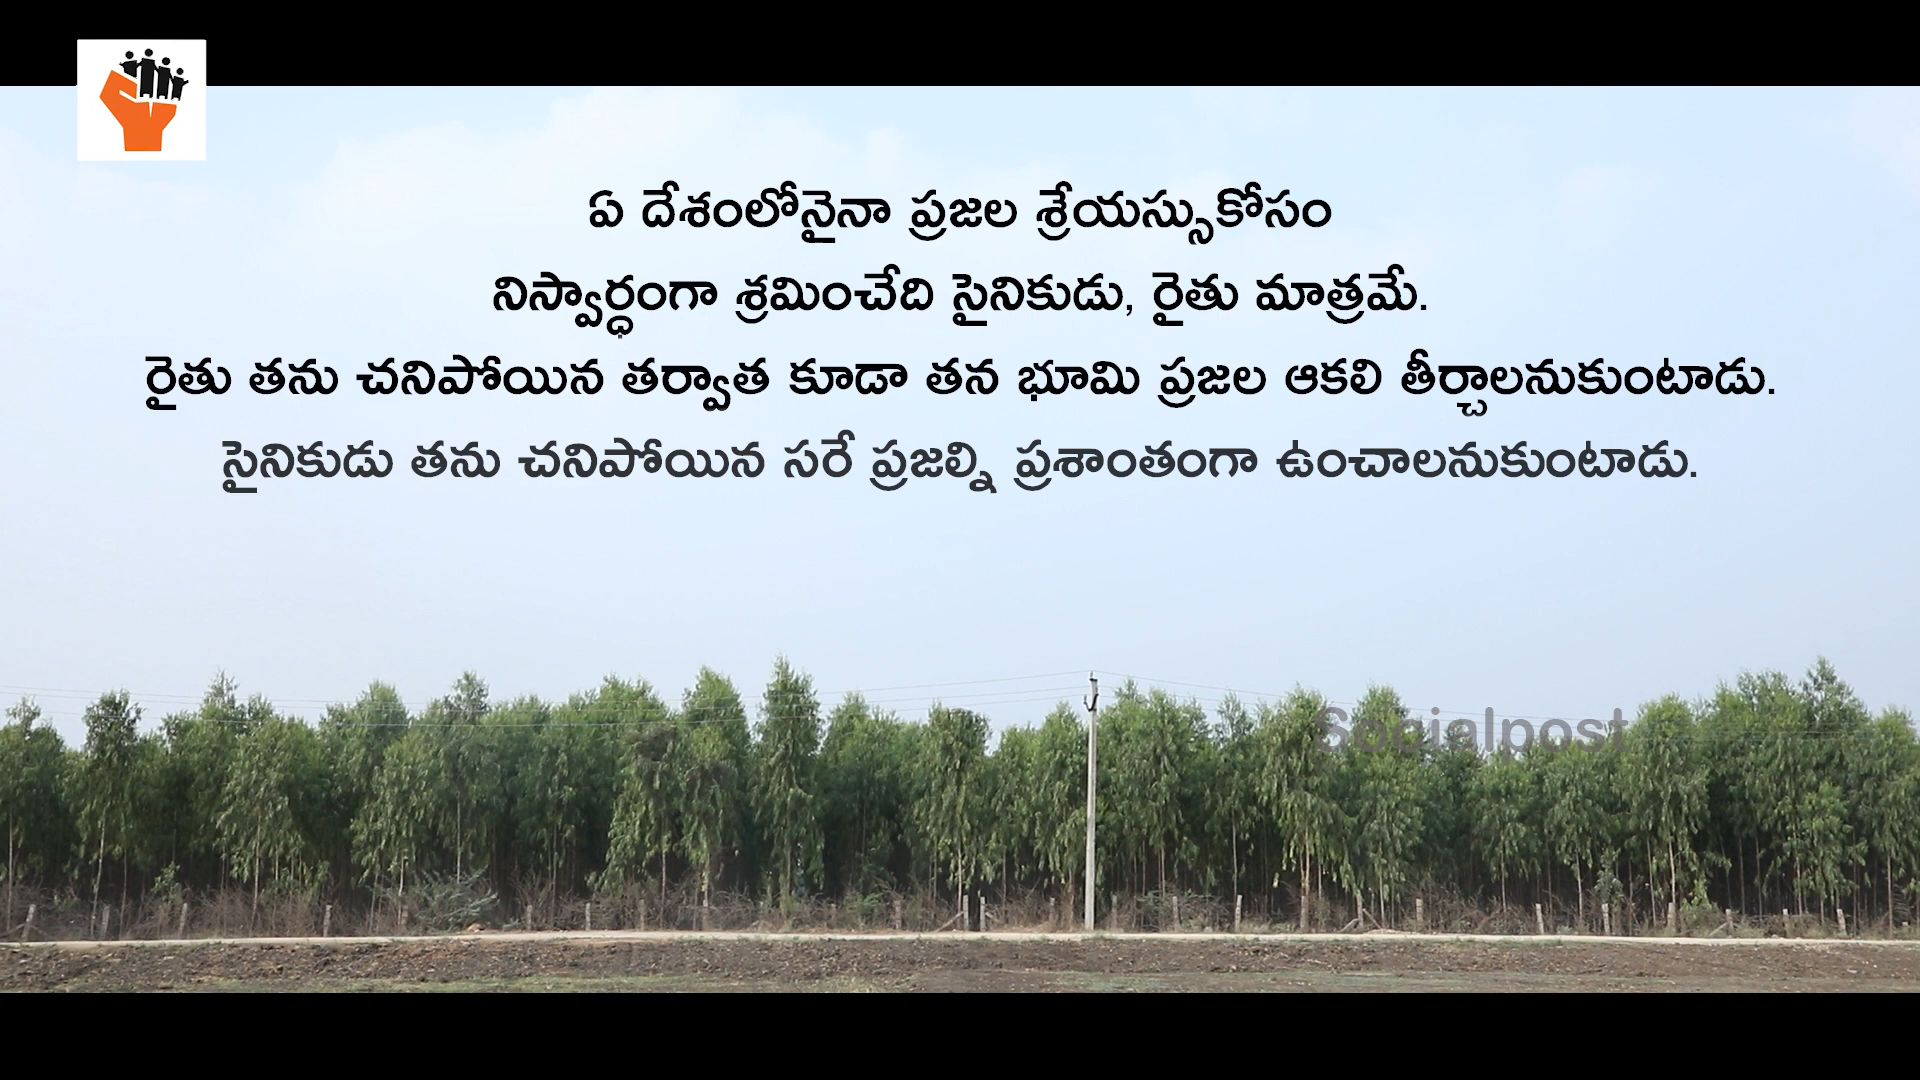 ఏ దేశంలోనైనా ప్రజల శ్రేయస్సుకోసం
నిస్వార్ధంగా శ్రమించేది సైనికుడు, రైతు మాత్రమే.
రైతు తను చనిపోయిన తర్వాత కూడా తన భూమి ప్రజల ఆకలి తీర్చాలనుకుంటాడు.
సైనికుడు తను చనిపోయిన సరే ప్రజల్ని ప్రశాంతంగా ఉంచాలనుకుంటాడు.
Socialpost